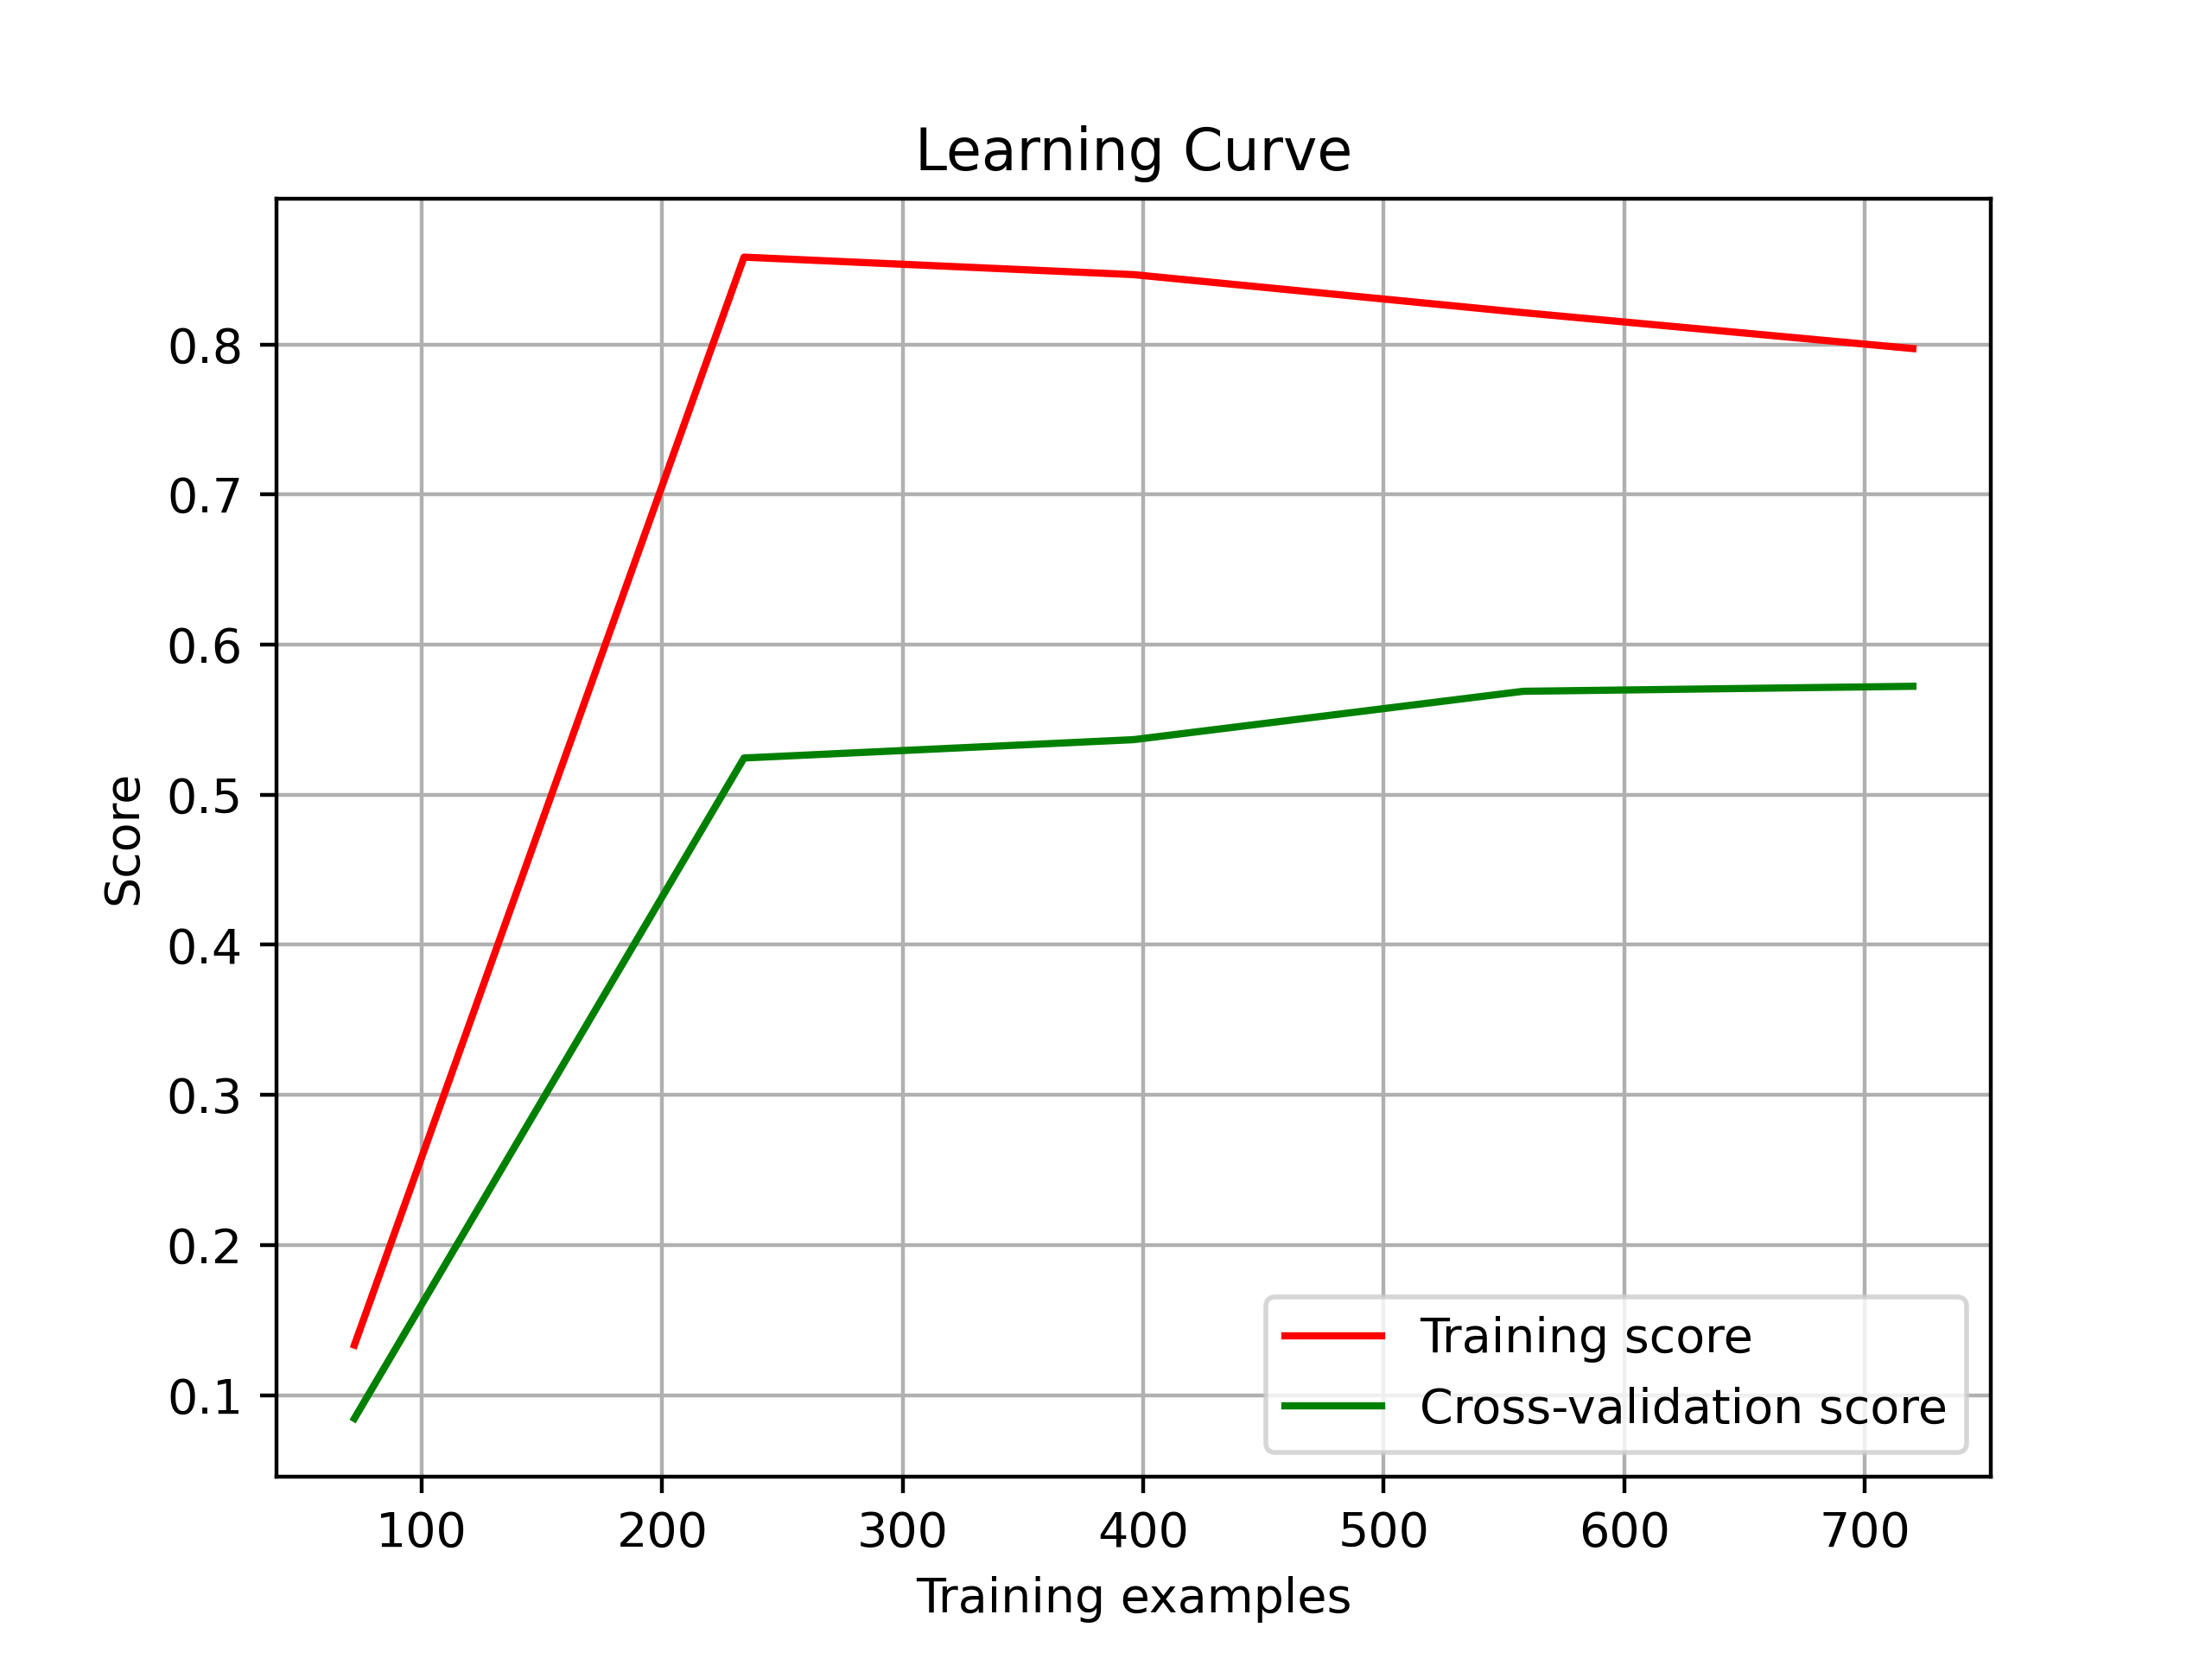 Learning Curve
0.8
0.7
0.6
0.5
0.4
0.3
0.2
0.1
Score
Training score
Cross-validation score
100 200 300 400 500 600 700
Training examples